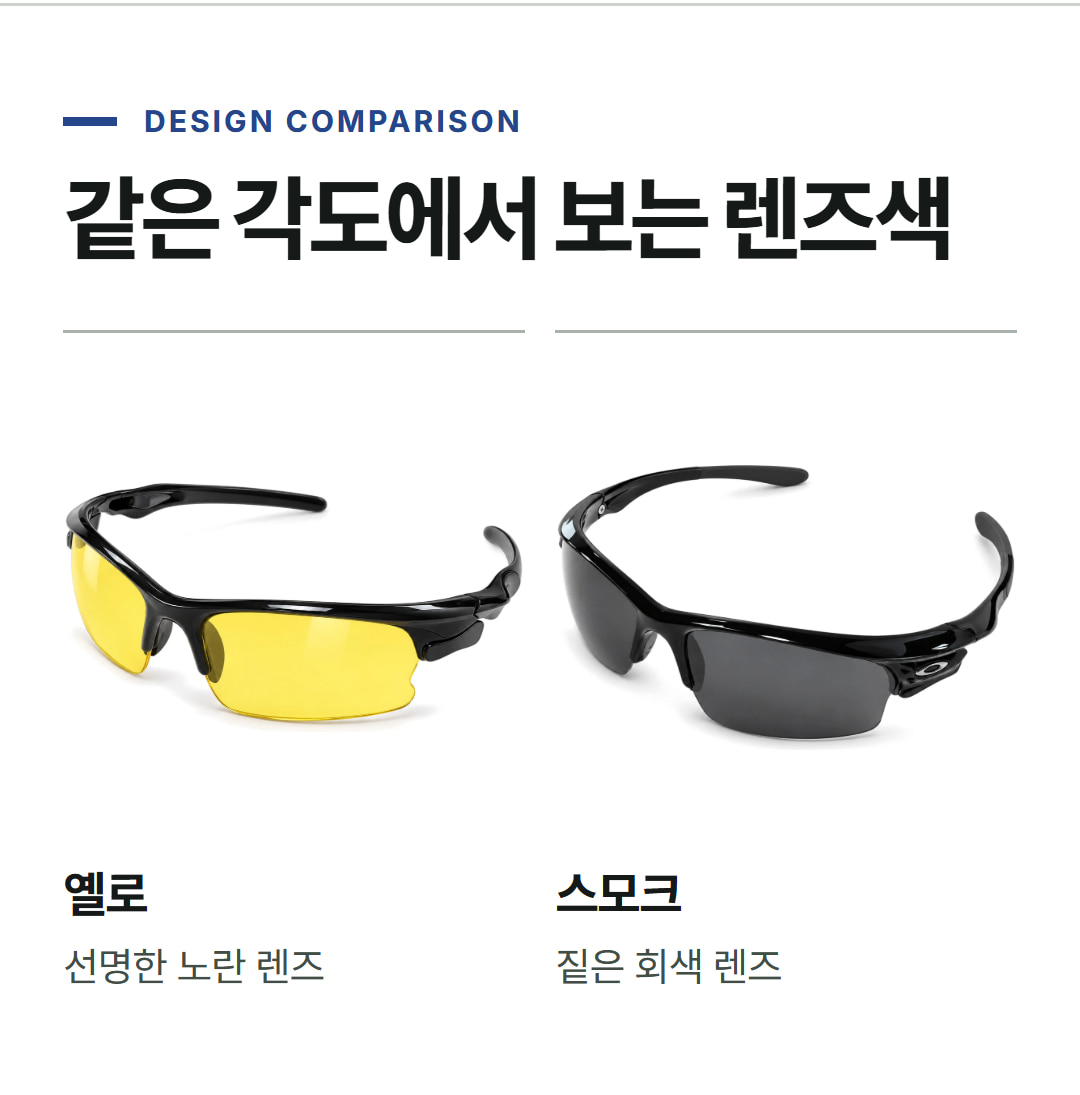 DESIGN COMPARISON
같은 각도에서 보는 렌즈색
옐로
선명한 노란 렌즈
스모크
짙은 회색 렌즈